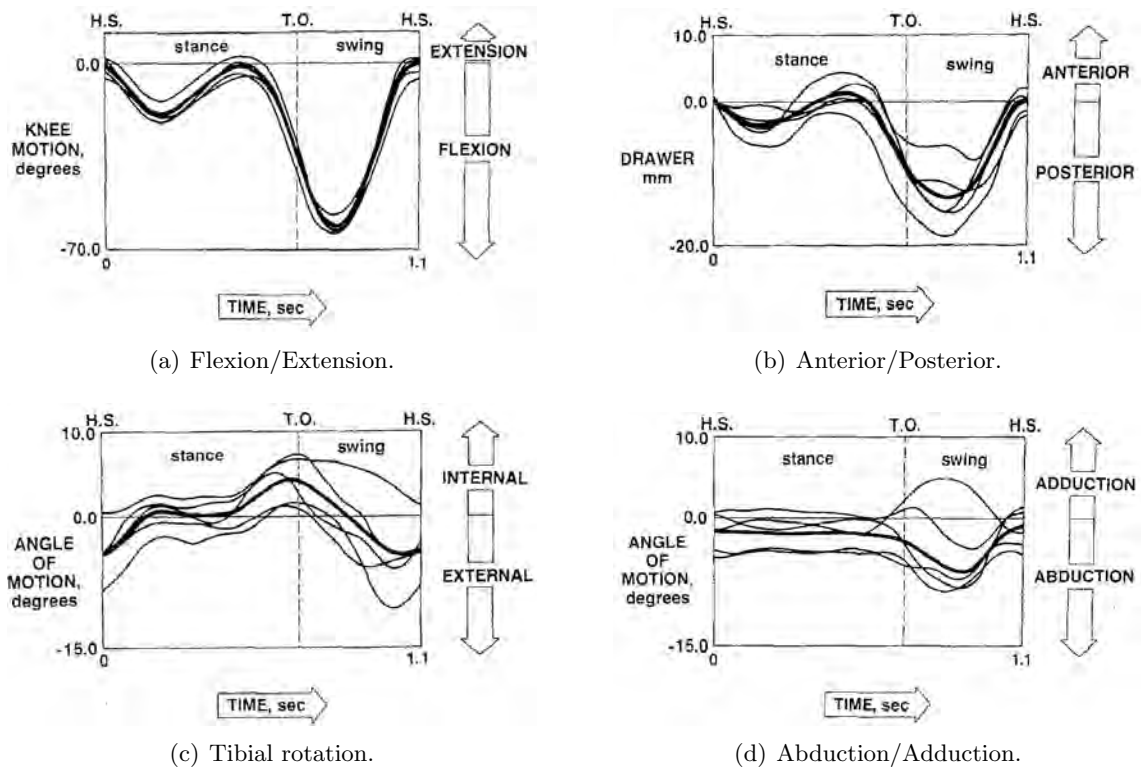 H.S. T.O. H.S.
stance swing
0.0
EXTENSION
KNEE
MOTION,
degrees
FLEXION
-70.0
0 1.1
TIME, sec
(a) Flexion/Extension.
H.S. T.O. H.S.
10.0
stance swing
ANTERIOR
0.0
DRAWER
mm
POSTERIOR
-20.0
0 1.1
TIME, sec
(b) Anterior/Posterior.
H.S. T.O. H.S.
10.0
stance swing
INTERNAL
0.0
ANGLE
OF
MOTION,
degrees
EXTERNAL
-15.0
0 1.1
TIME, sec
(c) Tibial rotation.
H.S. T.O. H.S.
10.0
stance swing
ADDUCTION
0.0
ANGLE
OF
MOTION,
degrees
ABDUCTION
-15.0
0 1.1
TIME, sec
(d) Abduction/Adduction.